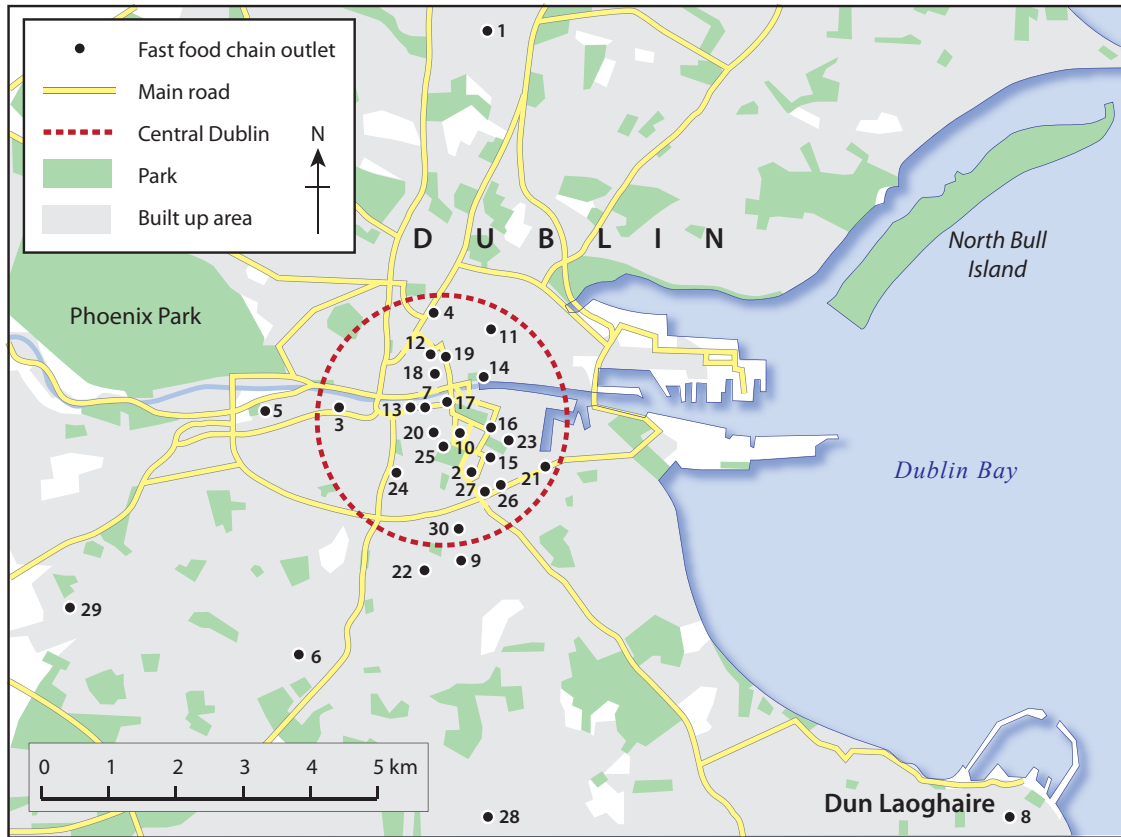 Fast food chain outlet
Main road
Central Dublin
Park
Built up area
N
1
D U B L I N
North Bull
Island
Phoenix Park
4
11
12
19
18
14
7
5
3
13
17
16
20
10
23
25
15
2
21
24
27
26
30
9
22
Dublin Bay
29
6
0 1 2 3 4 5 km
28
Dun Laoghaire
8